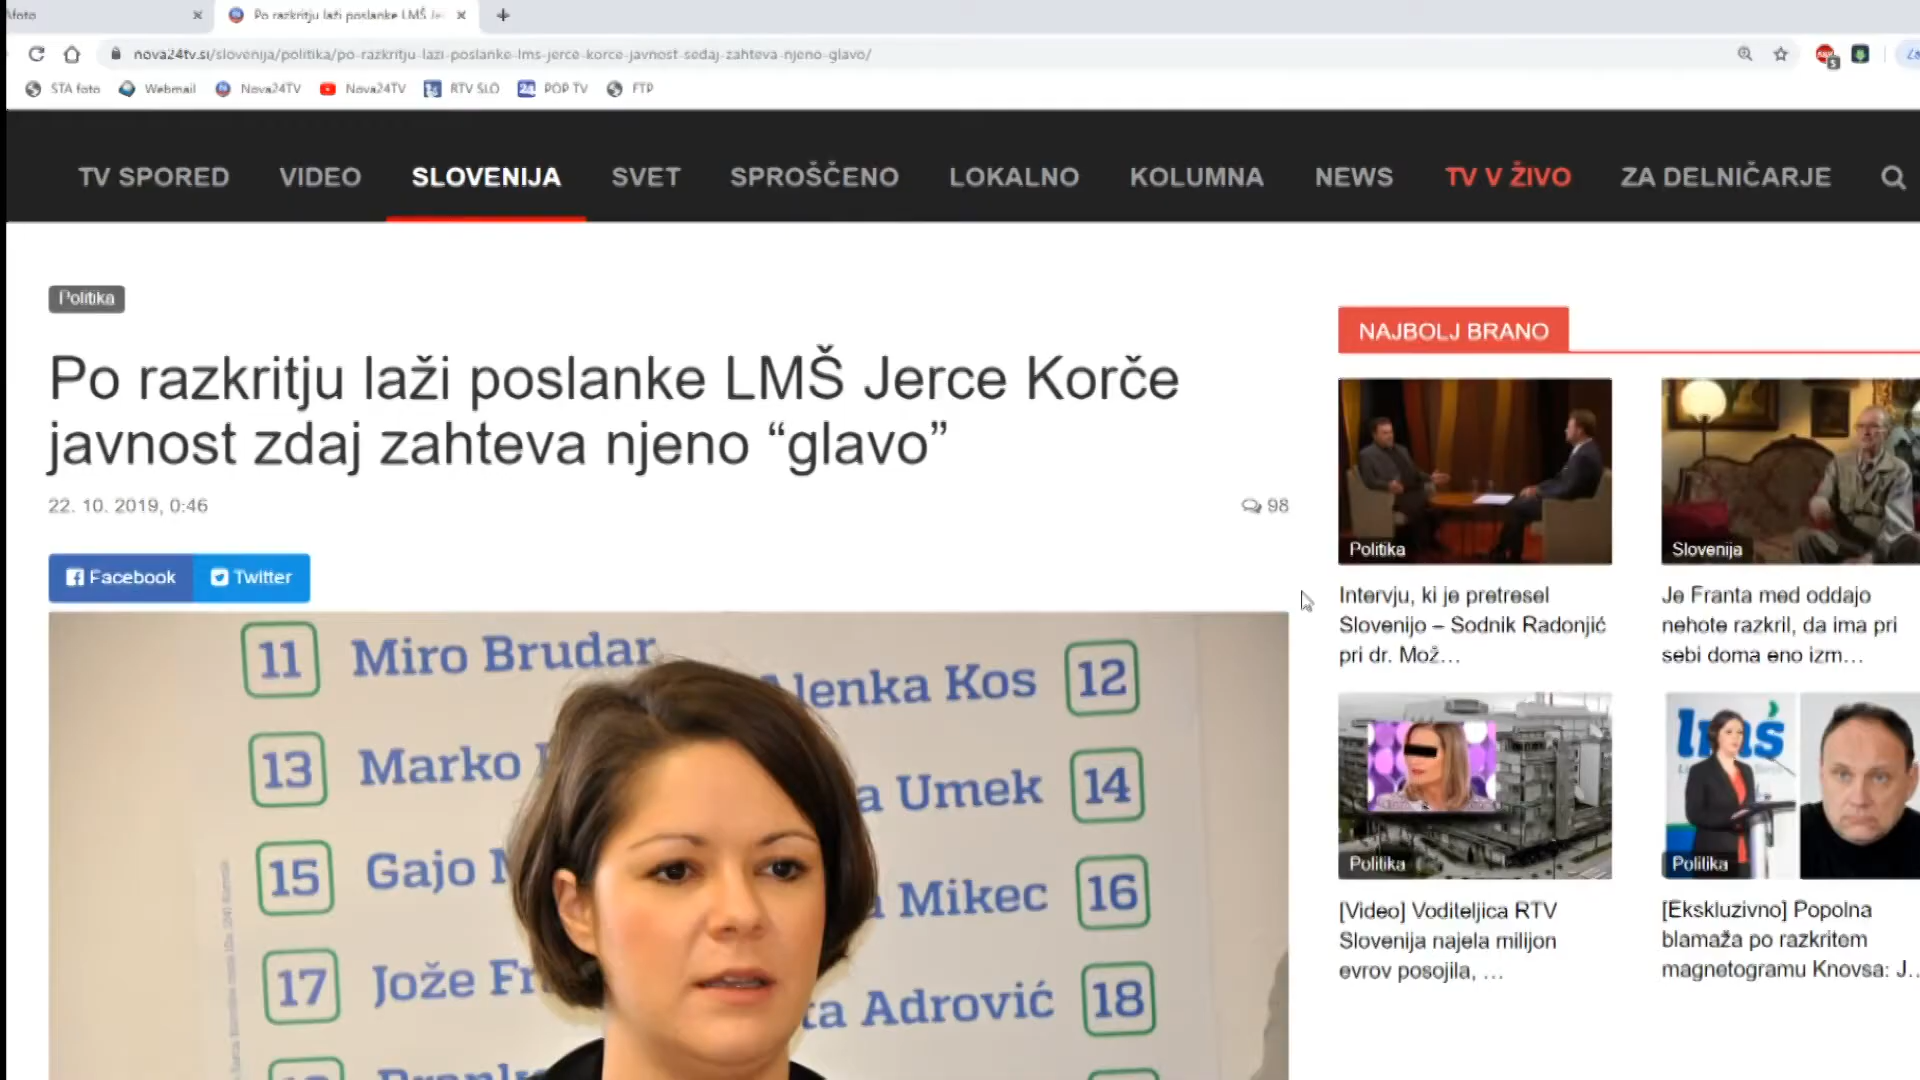 Po razkritju laži poslanke LMŠ Je
nova24tv.si/slovenija/politika/po-razkritju-lazi-poslanke-lms-jerce-korce-javnost-sedaj-zahteva-njeno-glavo/
STA foto Webmail Nova24TV Nova24TV RTV SLO POP TV FTP
TV SPORED VIDEO SLOVENIJA SVET SPROŠČENO LOKALNO KOLUMNA NEWS TV V ŽIVO ZA DELNIČARJE
Politika
Po razkritju laži poslanke LMŠ Jerce Korče
javnost zdaj zahteva njeno “glavo”
22. 10. 2019, 0:46
98
Facebook Twitter
11 Miro Brudar
Alenka Kos 12
13 Marko
Umek 14
15 Gajo
Mikec 16
17 Jože
Adrović 18
NAJBOLJ BRANO
Politika
Intervju, ki je pretresel
Slovenijo – Sodnik Radonjić
pri dr. Mož...
Slovenija
Je Franta med oddajo
nehote razkril, da ima pri
sebi doma eno izm...
Politika
[Video] Voditeljica RTV
Slovenija najela milijon
evrov posojila, ...
lmš
Politika
[Ekskluzivno] Popolna
blamaža po razkritem
magnetogramu Knovsa: J...